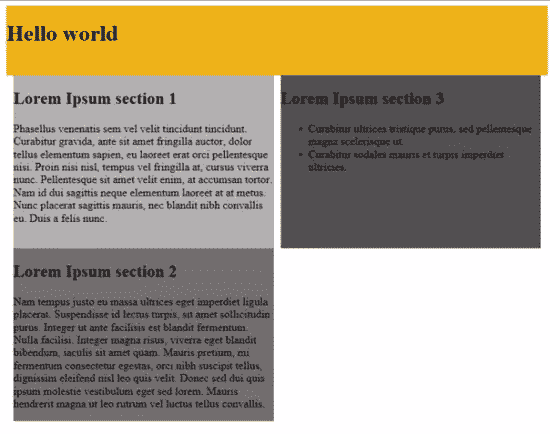 Hello world
Lorem Ipsum section 1
Phasellus venenatis sem vel velit tincidunt tincidunt.
Curabitur gravida, ante sit amet fringilla auctor, dolor
tellus elementum sapien, eu laoreet erat orci pellentesque
nisi. Proin nisi nisl, tempus vel fringilla at, cursus viverra
nunc. Pellentesque sit amet velit enim, at accumsan tortor.
Nam id dui sagittis neque elementum laoreet at at metus.
Nunc placerat sagittis mauris, nec blandit nibh convallis
eu. Duis a felis nunc.
Lorem Ipsum section 2
Nam tempus justo eu massa ultrices eget imperdiet ligula
placerat. Suspendisse id lectus turpis, sit amet sollicitudin
purus. Integer ut ante facilisis est blandit fermentum.
Nulla facilisi. Integer magna risus, viverra eget blandit
bibendum, iaculis sit amet quam. Mauris pretium, mi
fermentum consectetur egestas, orci nibh suscipit tellus,
dignissim eleifend nisl leo quis velit. Donec sed dui quis
ipsum molestie vestibulum eget sed lorem. Mauris
hendrerit magna ut leo rutrum vel luctus tellus convallis.
Lorem Ipsum section 3
Curabitur ultrices tristique purus, sed pellentesque
magna scelerisque ut.
Curabitur sodales mauris et turpis imperdiet
ultricies.